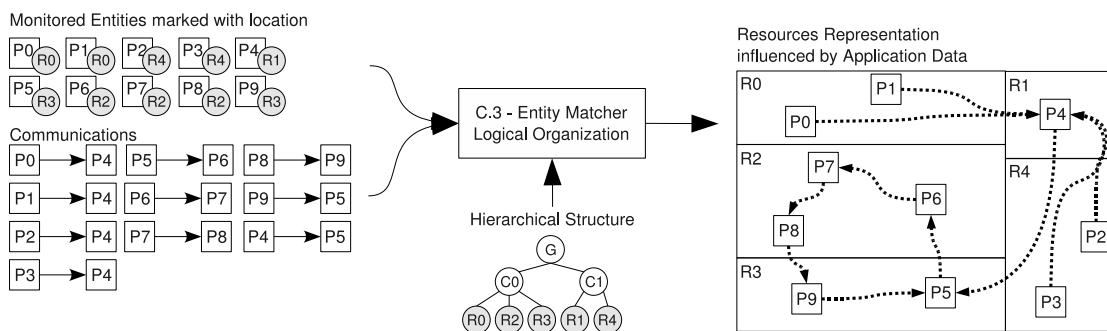 Monitored Entities marked with location
P0 R0 P1 R0 P2 R4 P3 R4 P4 R1
P5 R3 P6 R2 P7 R2 P8 R2 P9 R3
Communications
P0 P4 P5 P6 P8 P9
P1 P4 P6 P7 P9 P5
P2 P4 P7 P8 P4 P5
P3 P4
C.3 - Entity Matcher
Logical Organization
Hierarchical Structure
G
C0 C1
R0 R2 R3 R1 R4
Resources Representation
influenced by Application Data
R0 R1
P1
P0 P4
R2 R4
P7
P6
P8 P2
R3
P9 P5 P3